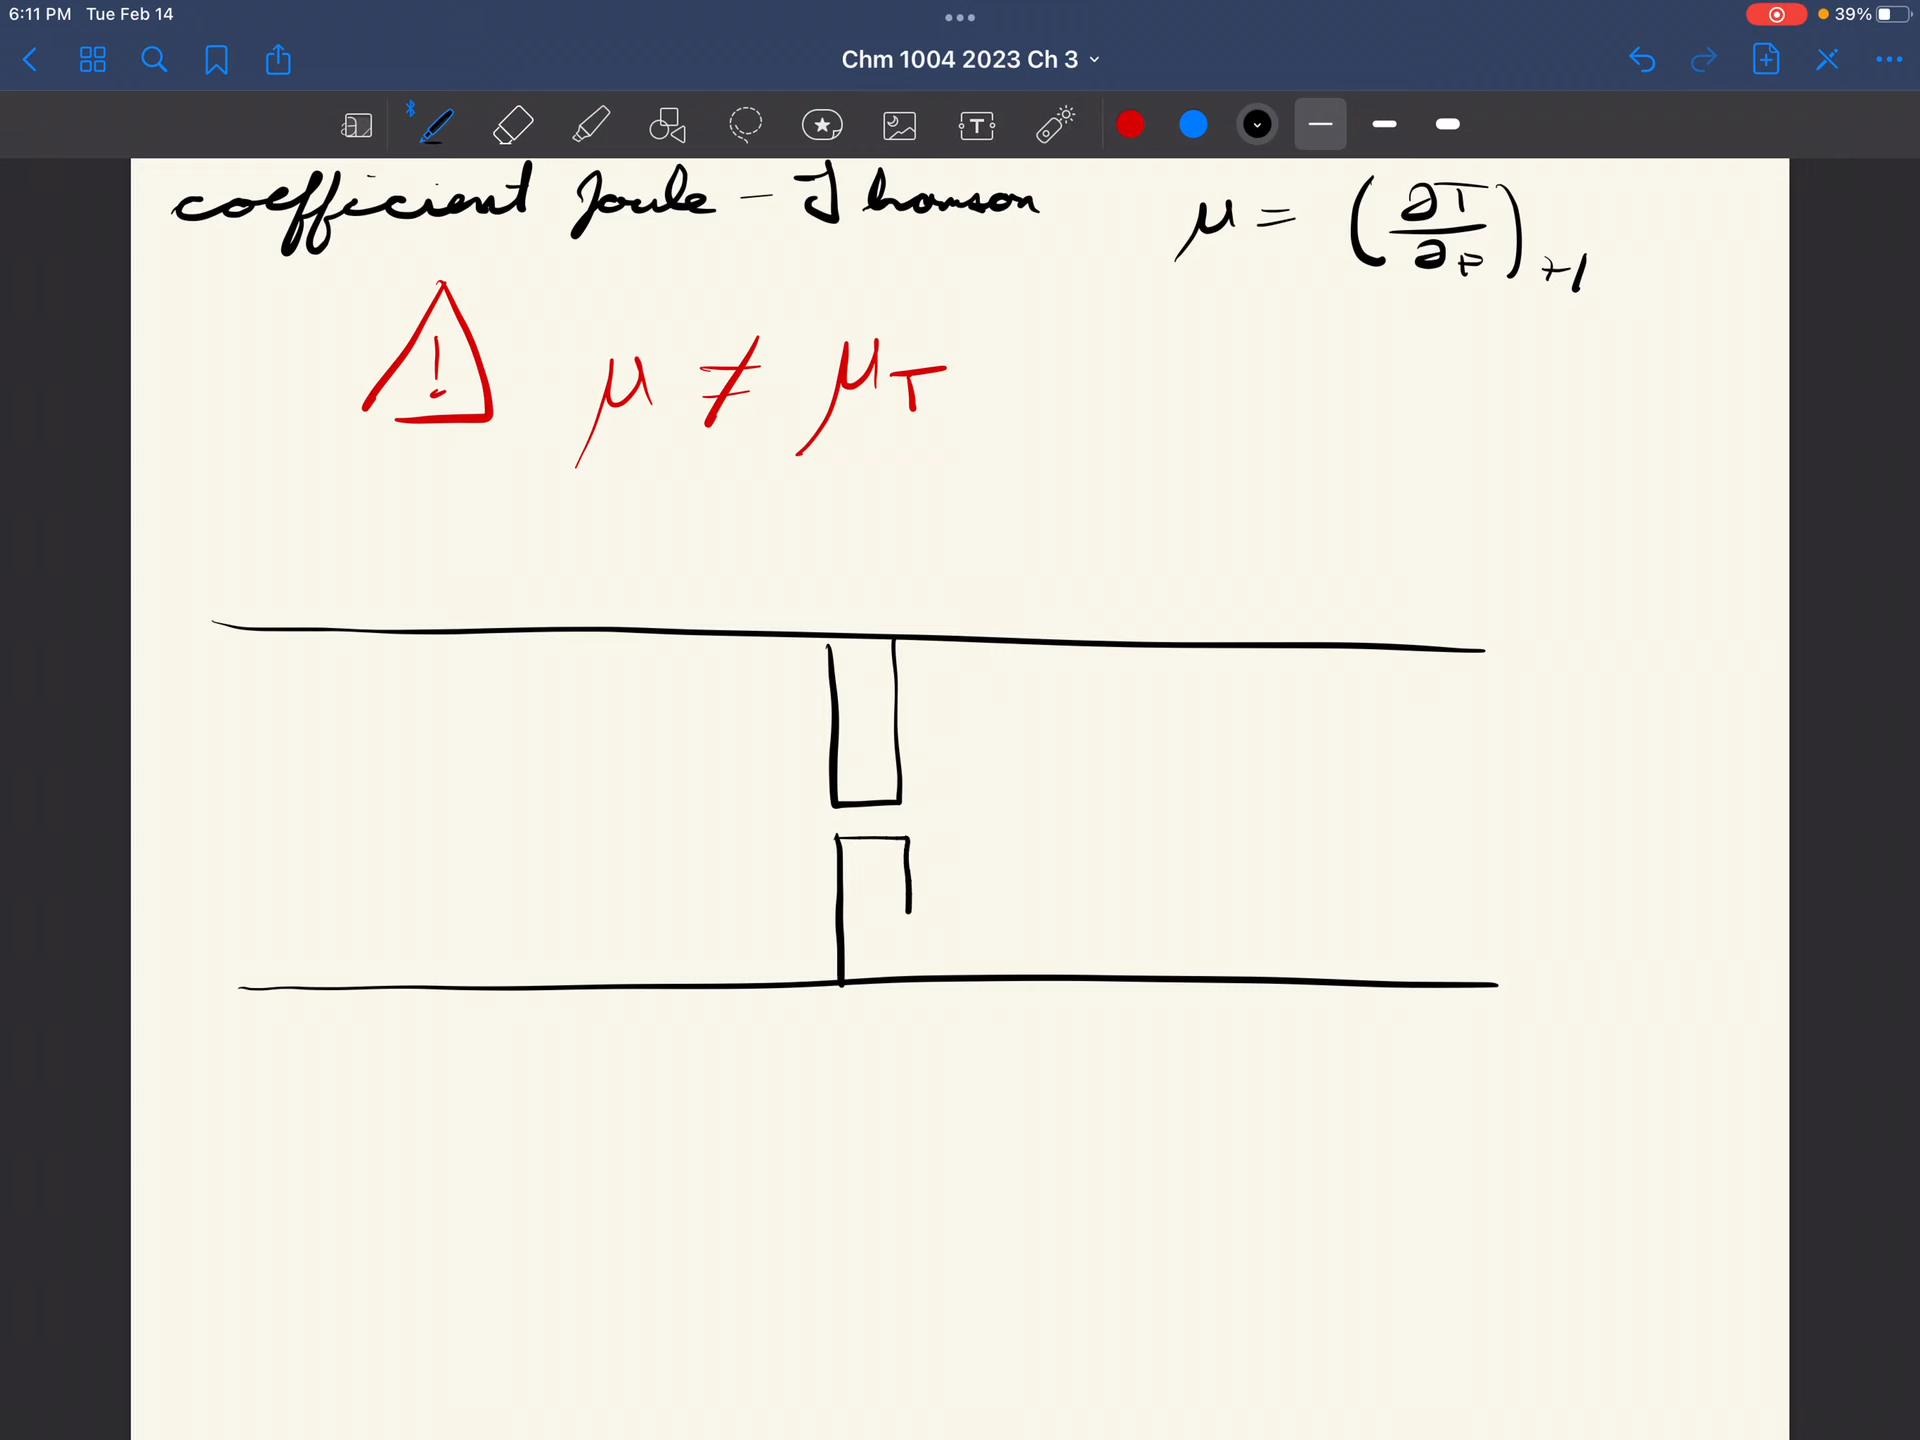 6:11 PM Tue Feb 14
39%
Chm 1004 2023 Ch 3
coefficient Joule - Thomson μ = (∂T/∂P)H
! μ ≠ μT